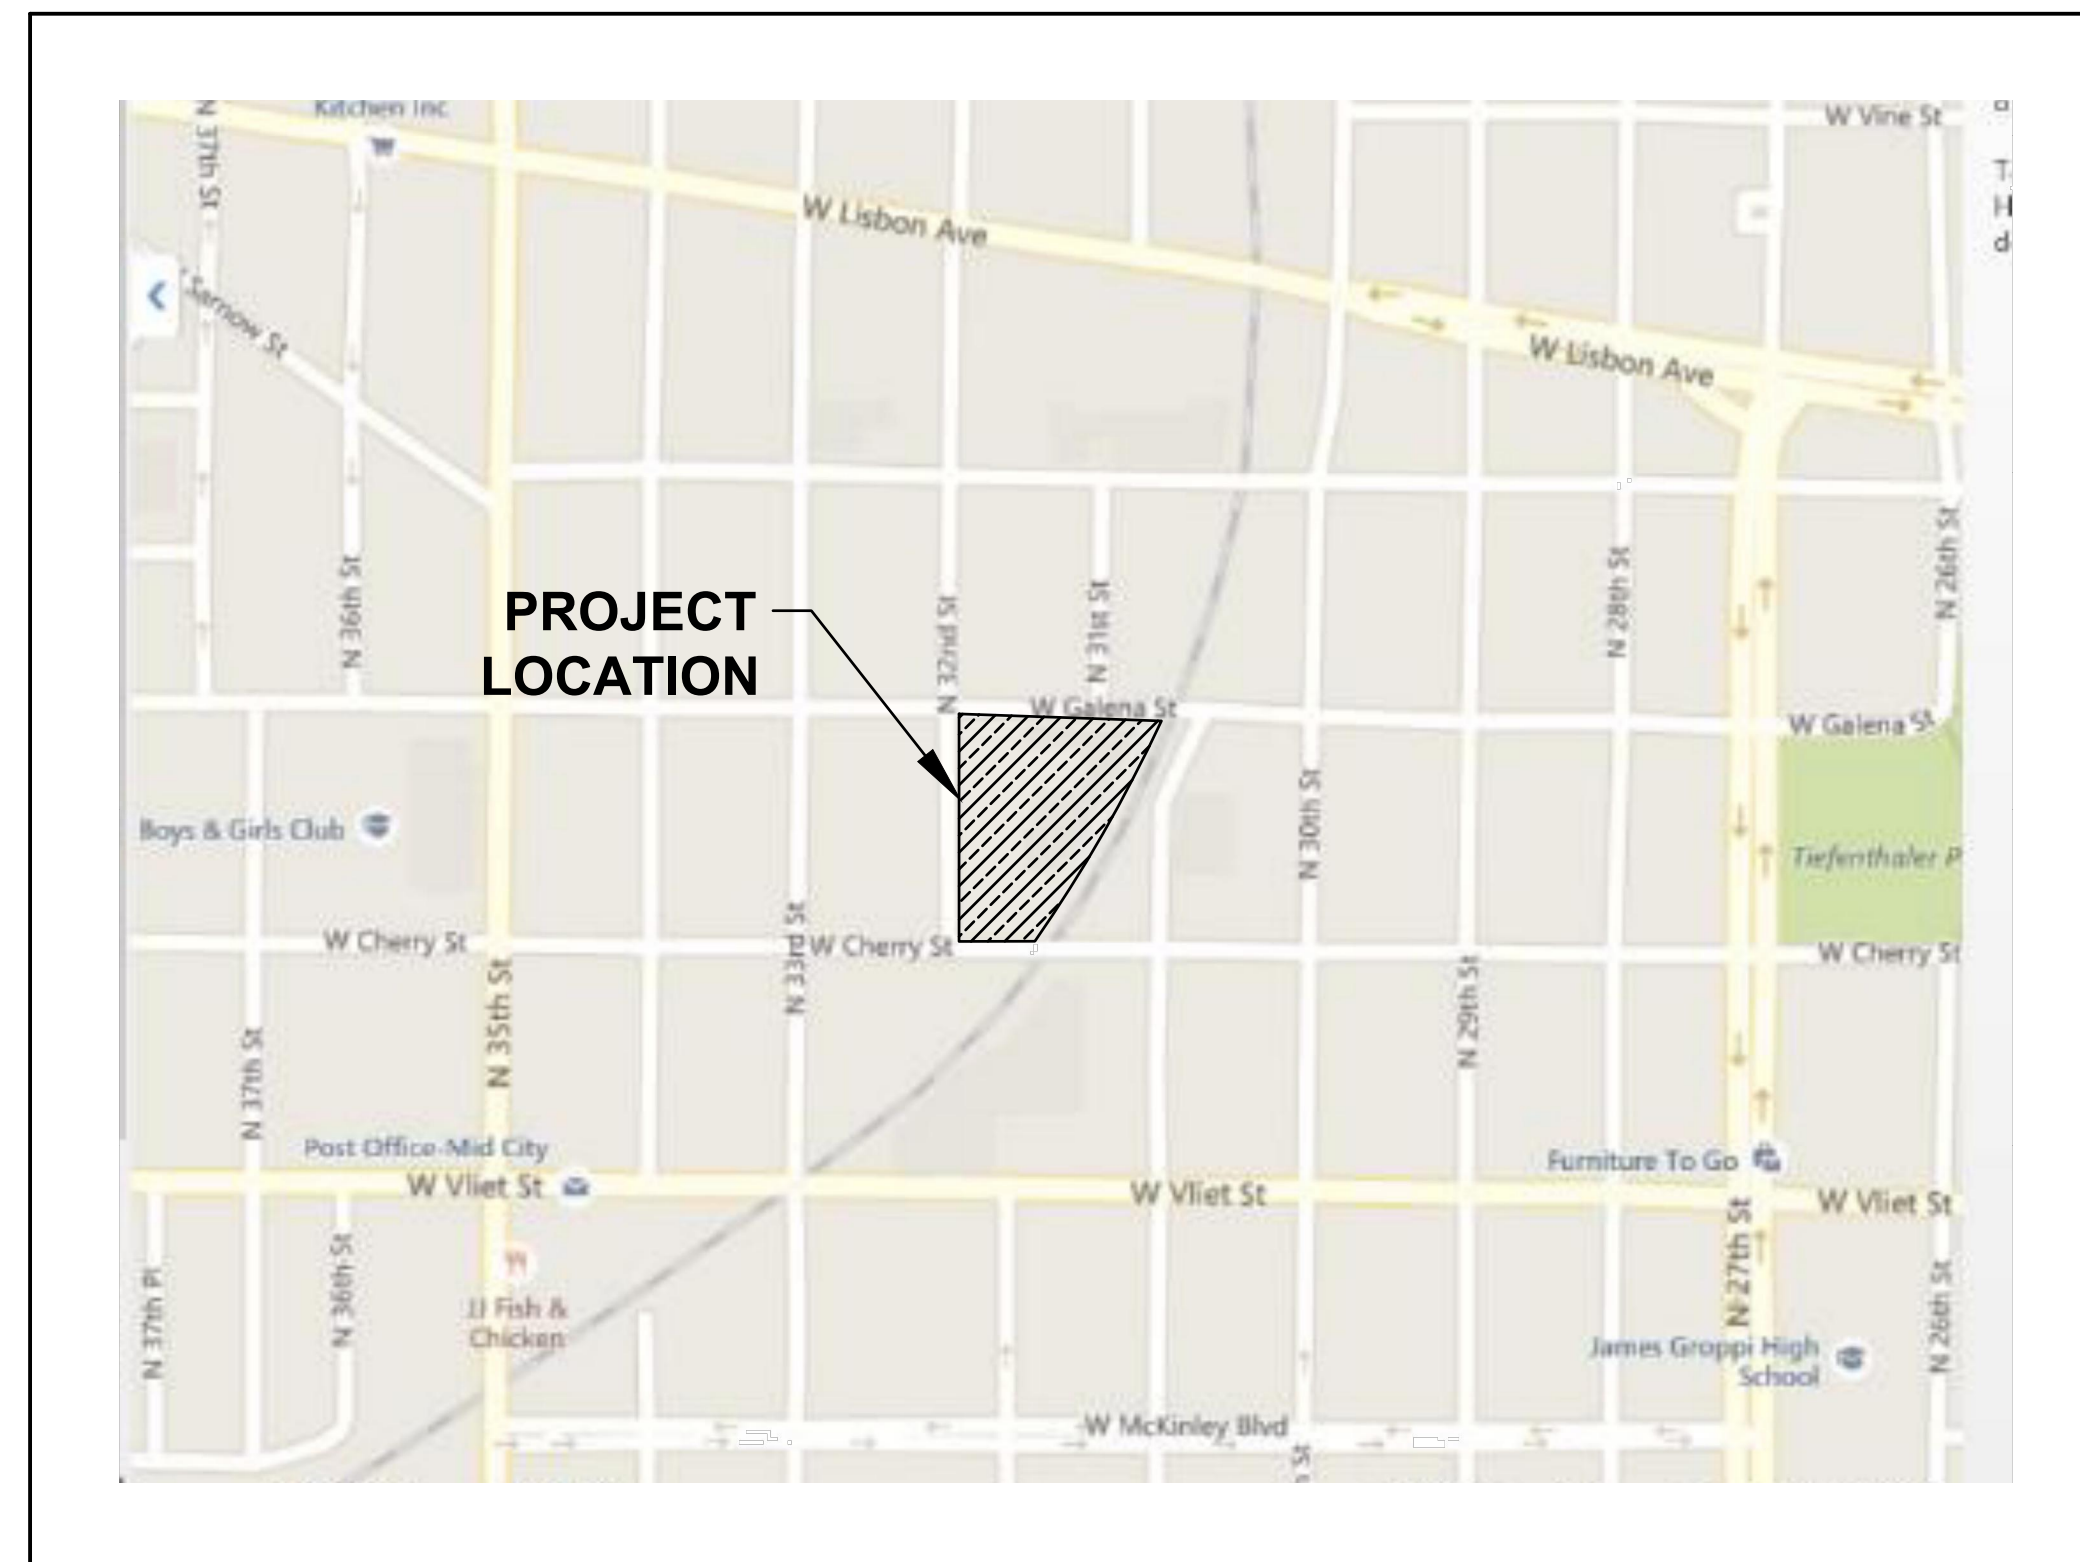 Kitchen Inc
W Vine St
N 37th St
W Lisbon Ave
Sarnow St
W Lisbon Ave
N 26th St
N 36th St
N 28th St
PROJECT
LOCATION
N 32nd St
N 31st St
W Galena St
W Galena St
Boys & Girls Club
N 30th St
Tiefenthaler P
W Cherry St
N 33rd St
W Cherry St
W Cherry St
N 35th St
N 29th St
N 37th St
Post Office-Mid City
Furniture To Go
W Vliet St
W Vliet St
W Vliet St
N 37th Pl
N 36th St
N 27th St
N 26th St
JJ Fish &
Chicken
James Groppi High
School
W McKinley Blvd
St